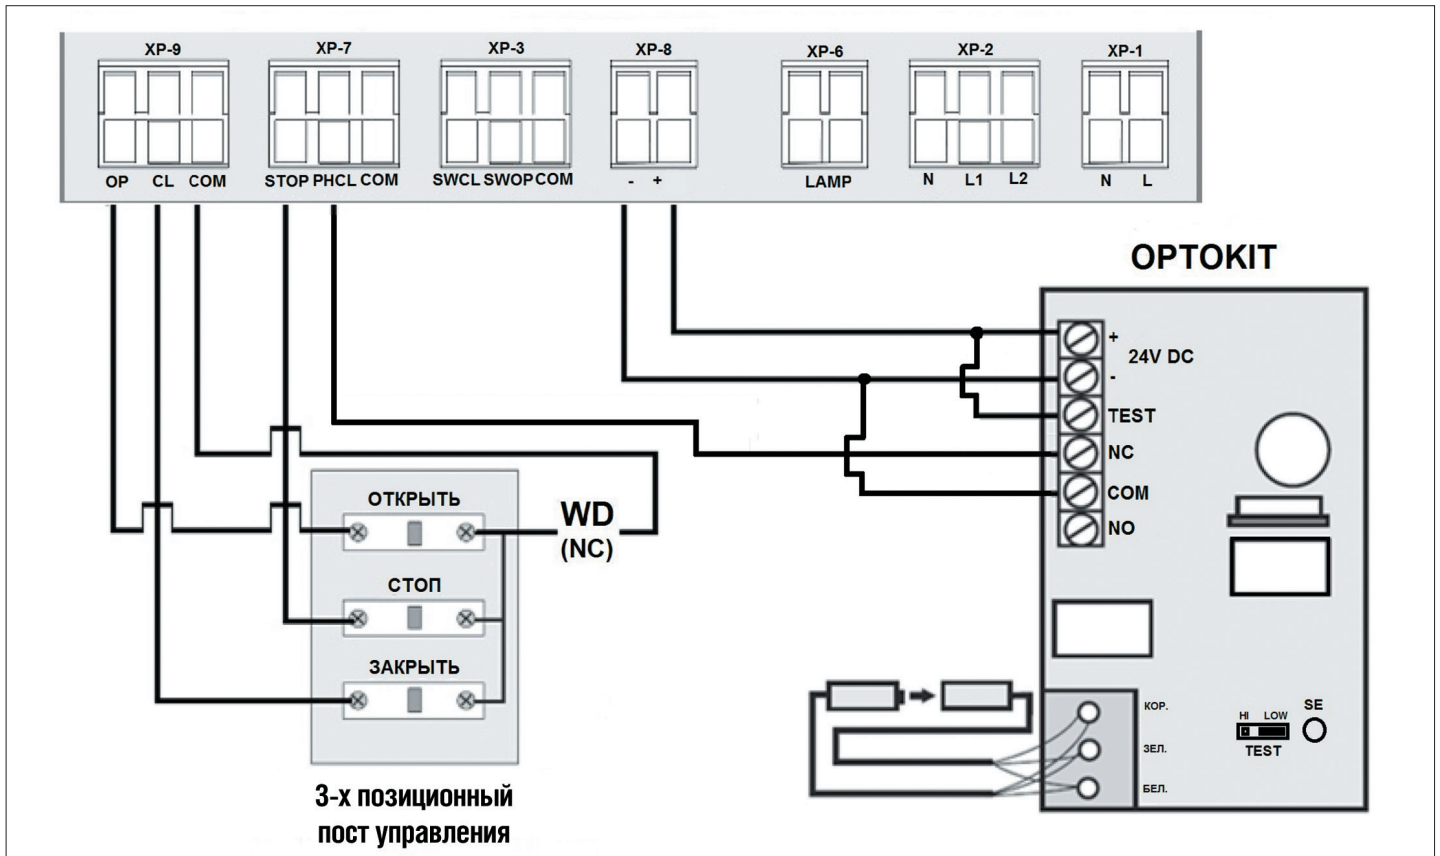 XP-9 XP-7 XP-3 XP-8 XP-6 XP-2 XP-1
OP CL COM STOP PHCL COM SWCL SWOP COM - + LAMP N L1 L2 N L
OPTOKIT
+
24V DC
-
TEST
NC
COM
NO
ОТКРЫТЬ
WD
(NC)
СТОП
ЗАКРЫТЬ
КОР.
ЗЕЛ.
БЕЛ.
HI LOW
TEST
SE
3-х позиционный
пост управления